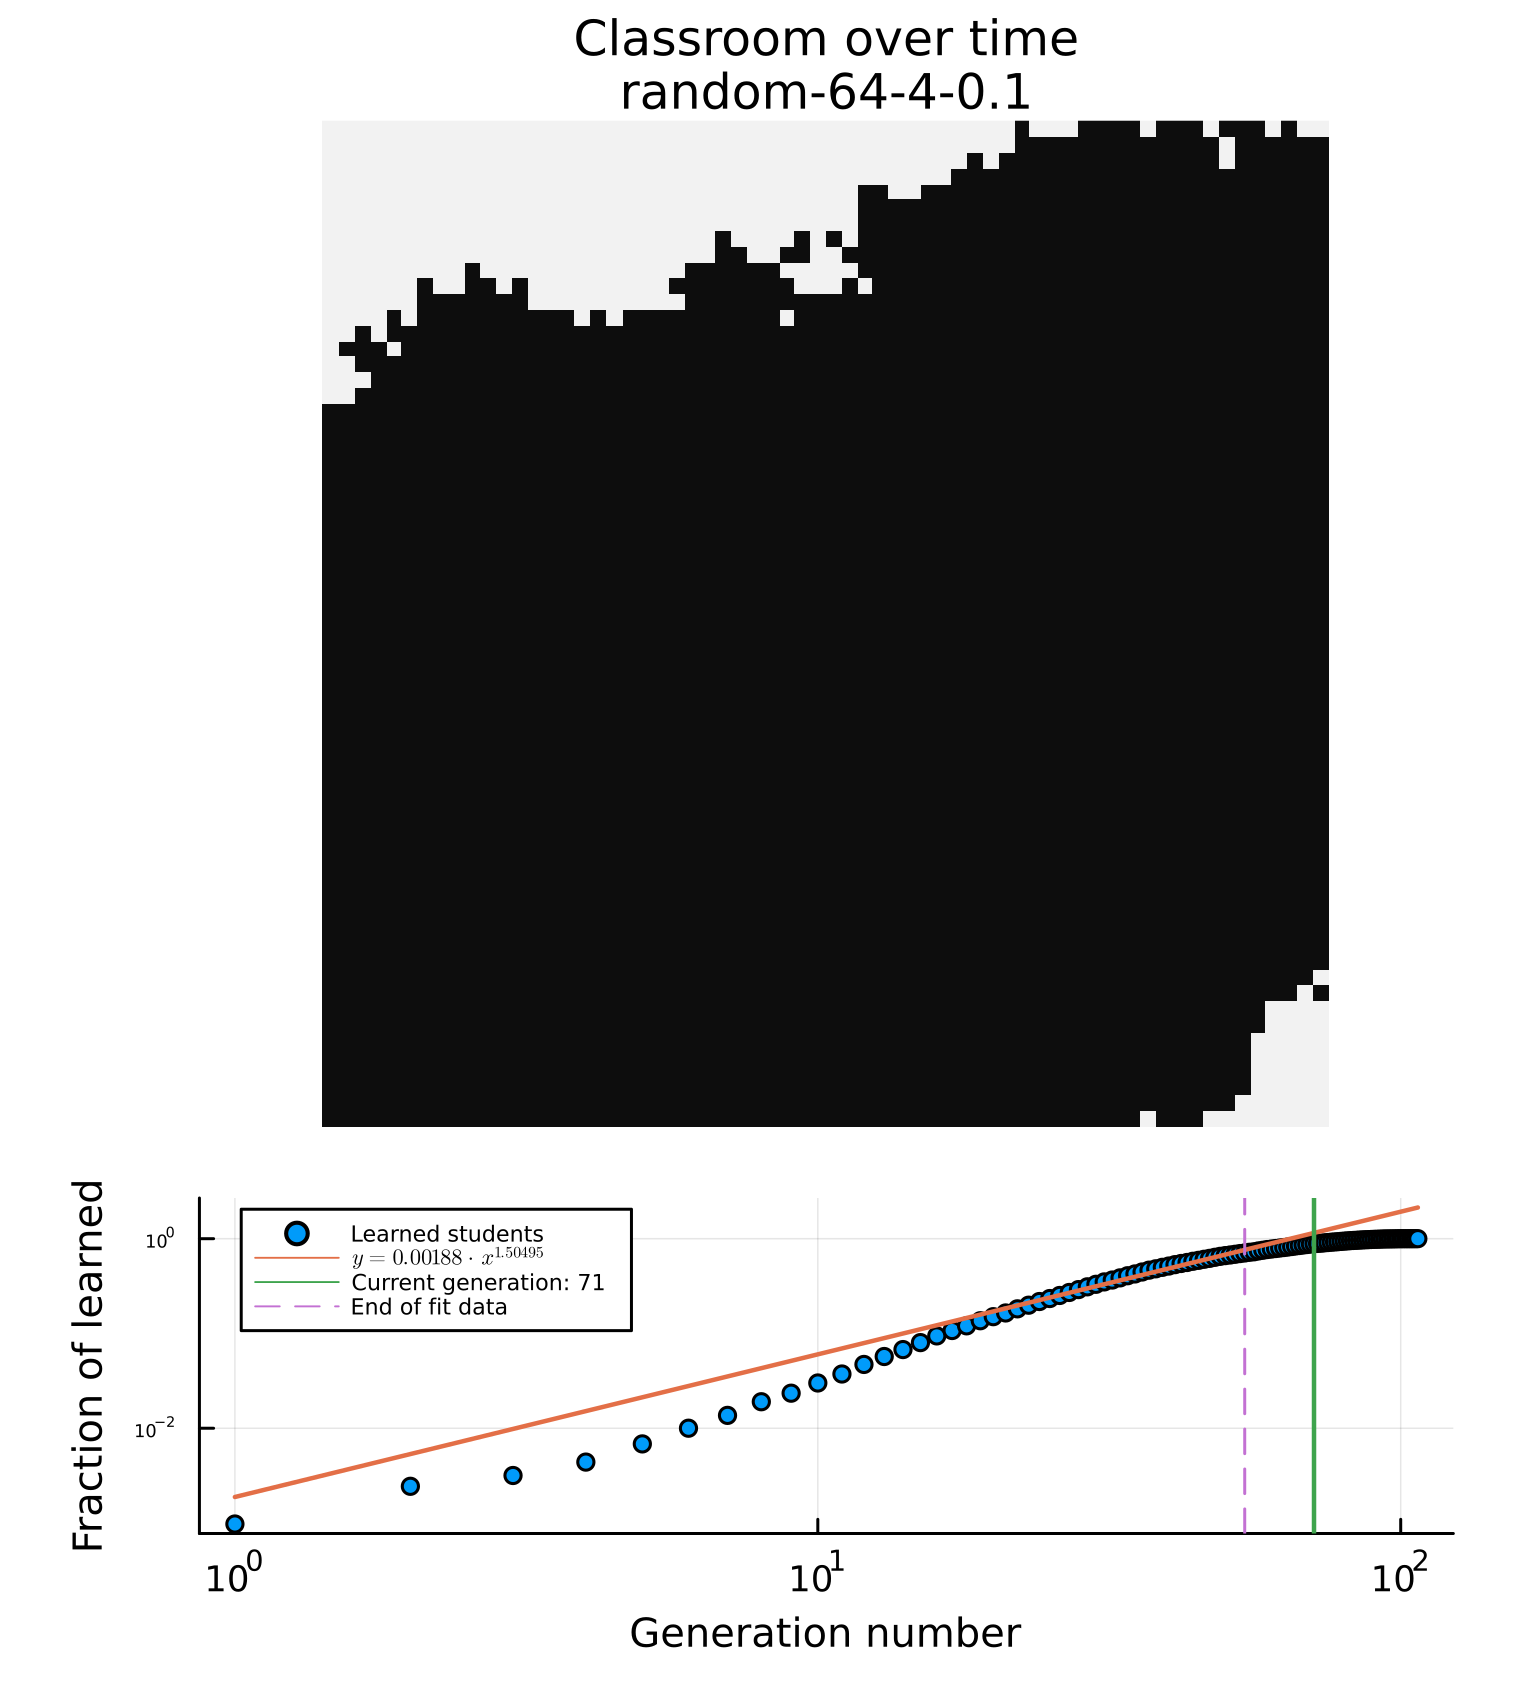 Classroom over time
random-64-4-0.1
Fraction of learned
10^0
10^-2
Learned students
y = 0.00188 · x^1.50495
Current generation: 71
End of fit data
10^0 10^1 10^2
Generation number